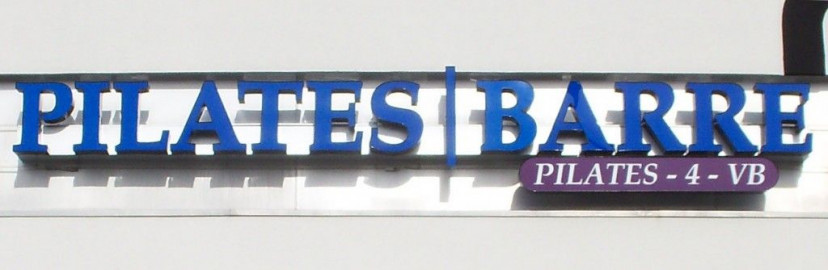 PILATES|BARRE
PILATES - 4 - VB